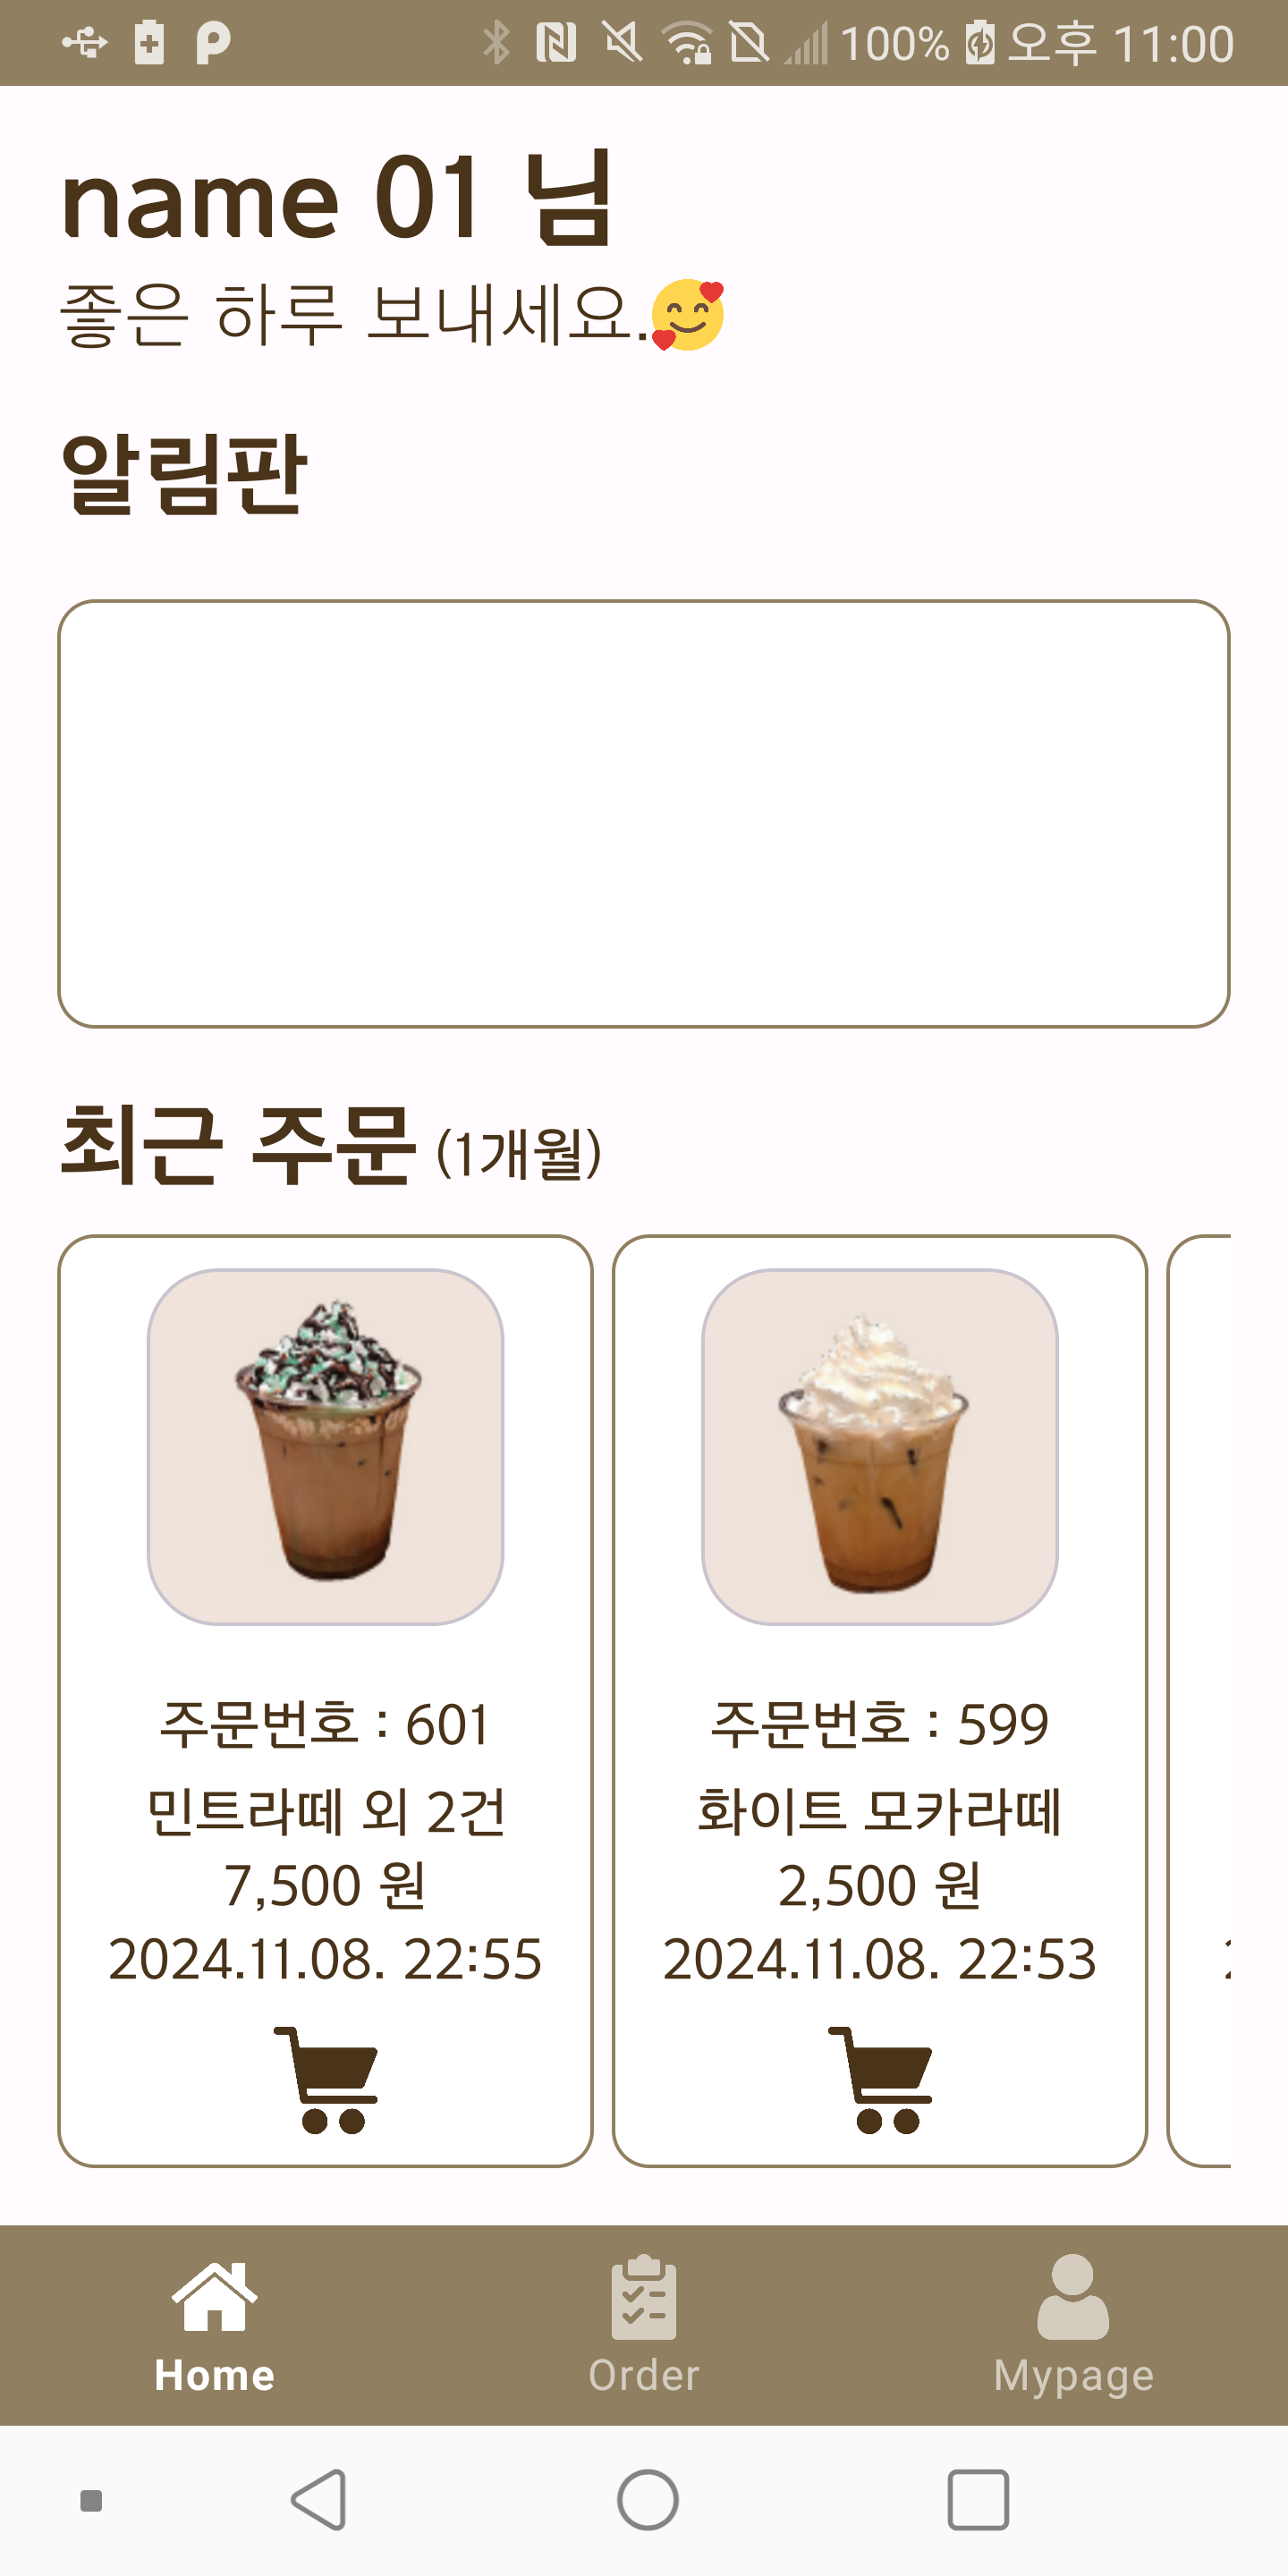 100% 오후 11:00
name 01 님
좋은 하루 보내세요.🥰
알림판
최근 주문 (1개월)
주문번호 : 601
민트라떼 외 2건
7,500 원
2024.11.08. 22:55
주문번호 : 599
화이트 모카라떼
2,500 원
2024.11.08. 22:53
Home
Order
Mypage